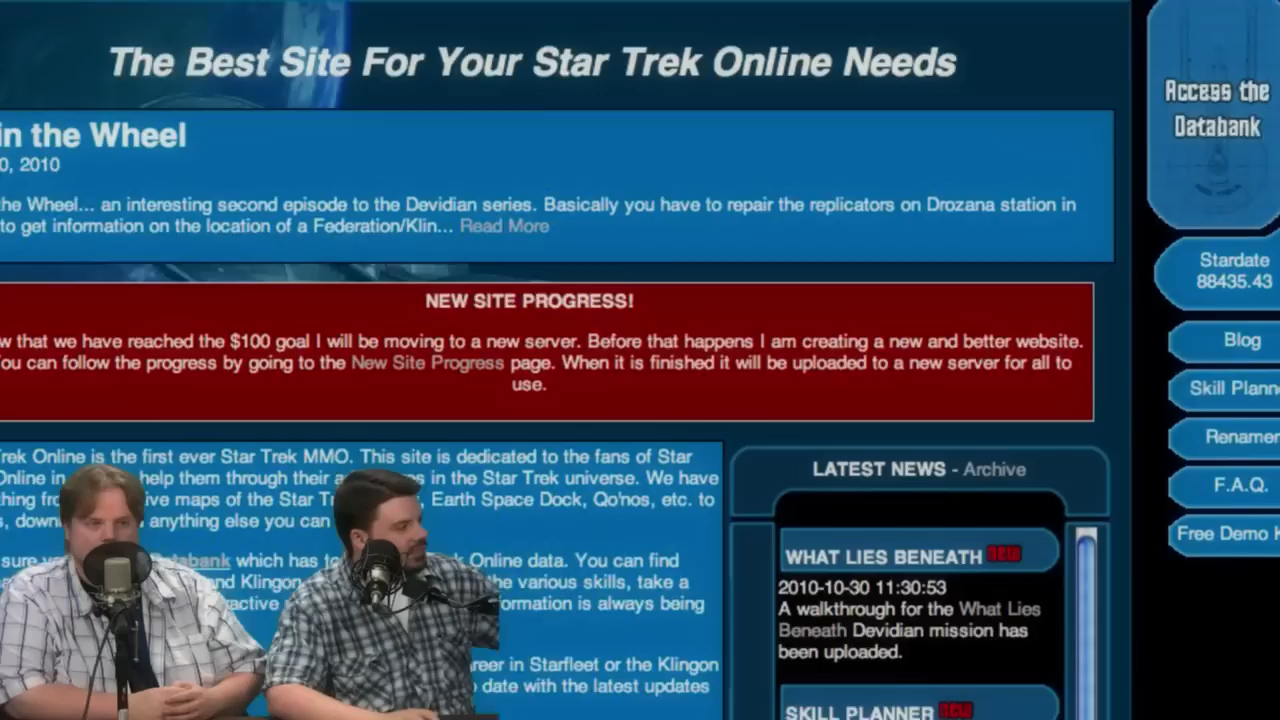 The Best Site For Your Star Trek Online Needs
in the Wheel
0, 2010
he Wheel... an interesting second episode to the Devidian series. Basically you have to repair the replicators on Drozana station in
to get information on the location of a Federation/Klin... Read More
NEW SITE PROGRESS!
w that we have reached the $100 goal I will be moving to a new server. Before that happens I am creating a new and better website.
ou can follow the progress by going to the New Site Progress page. When it is finished it will be uploaded to a new server for all to
use.
rek Online is the first ever Star Trek MMO. This site is dedicated to the fans of Star
Online in help them through their a s in the Star Trek universe. We have
thing fr ive maps of the Star Tr , Earth Space Dock, Qo'nos, etc. to
s, down anything else you can
sure y tabank which has to k Online data. You can find
and Klingon the various skills, take a
ractive ormation is always being
reer in Starfleet or the Klingon
date with the latest updates
LATEST NEWS - Archive
WHAT LIES BENEATH NEW
2010-10-30 11:30:53
A walkthrough for the What Lies
Beneath Devidian mission has
been uploaded.
SKILL PLANNER NEW
Access the
Databank
Stardate
88435.43
Blog
Skill Plann
Renamer
F.A.Q.
Free Demo K